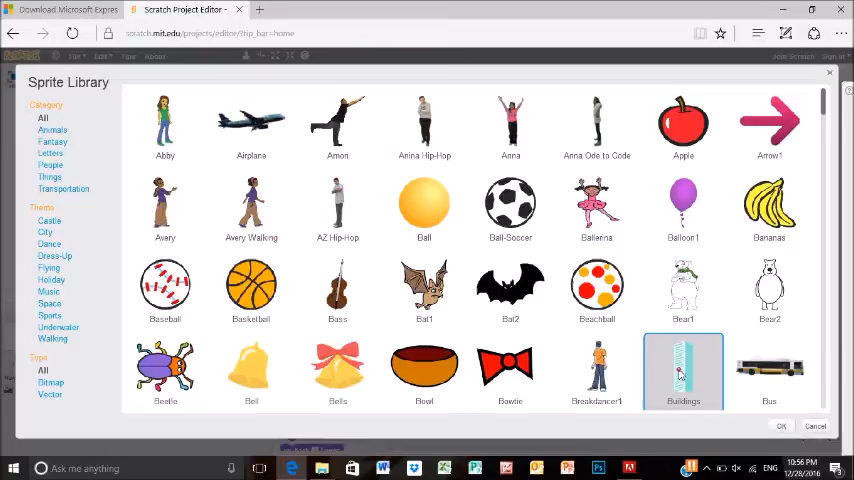 Download Microsoft Expres
Scratch Project Editor -
scratch.mit.edu/projects/editor/?tip_bar=home
About
Sprite Library
Category
All
Animals
Fantasy
Letters
People
Things
Transportation
Theme
Castle
City
Dance
Dress-Up
Flying
Holiday
Music
Space
Sports
Underwater
Walking
Type
All
Bitmap
Vector
Abby
Airplane
Amon
Anina Hip-Hop
Anna
Anna Ode to Code
Apple
Arrow1
Avery
Avery Walking
AZ Hip-Hop
Ball
Ball-Soccer
Ballerina
Balloon1
Bananas
Baseball
Basketball
Bass
Bat1
Bat2
Beachball
Bear1
Bear2
Beetle
Bell
Bells
Bowl
Bowtie
Breakdancer1
Buildings
Bus
OK
Cancel
Ask me anything
ENG
10:56 PM
12/28/2016